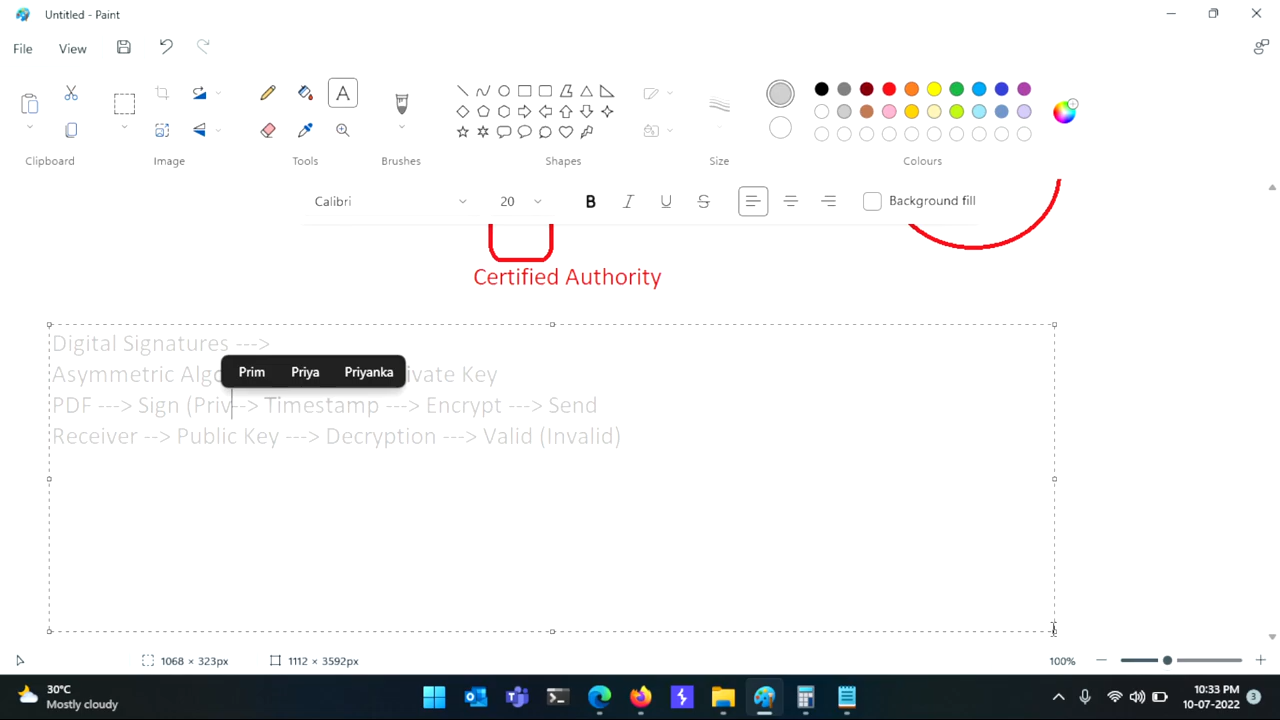 Untitled - Paint
File View
Clipboard Image Tools Brushes Shapes Size Colours
Calibri 20 B I U S Background fill
Certified Authority
Digital Signatures --->
Prim Priya Priyanka
Asymmetric Algo ivate Key
PDF ---> Sign (Priv--> Timestamp ---> Encrypt ---> Send
Receiver --> Public Key ---> Decryption ---> Valid (Invalid)
1068 × 323px 1112 × 3592px 100%
30°C
Mostly cloudy
10:33 PM
10-07-2022
3